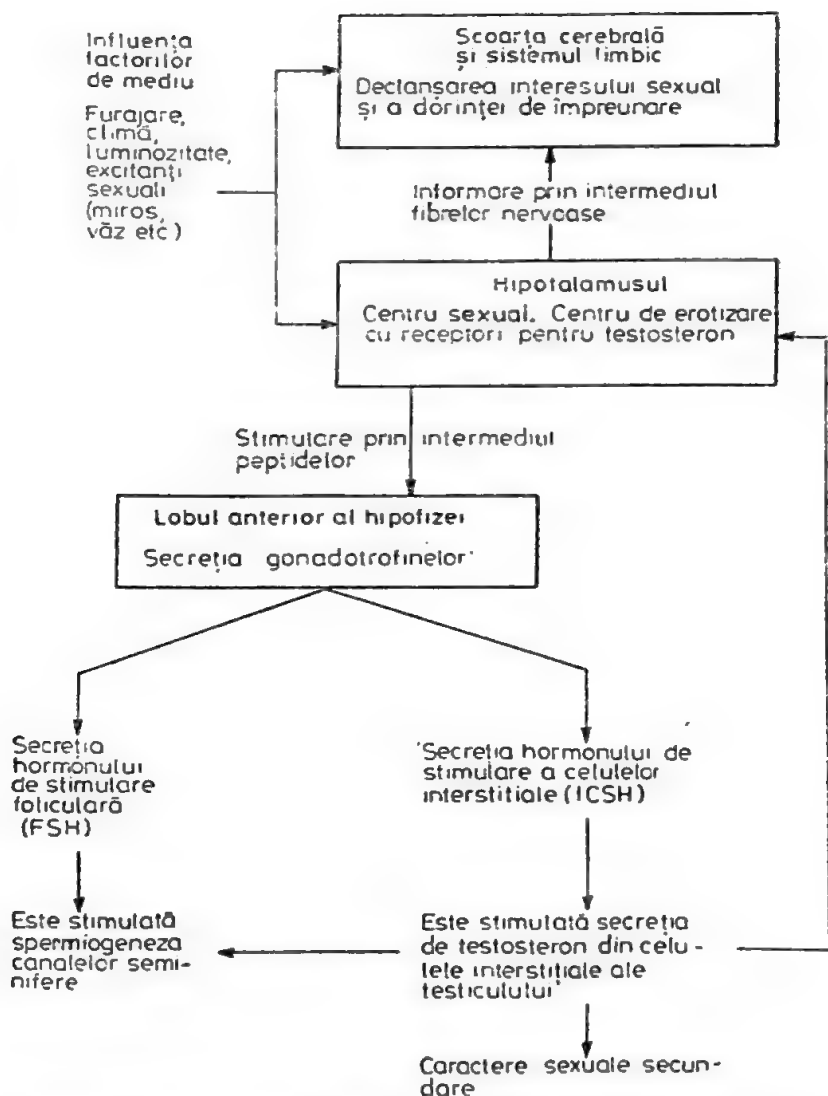 Influența
factorilor
de mediu
Furajare,
climă,
luminozitate,
excitanți
sexuali
(miros,
văz etc)
Scoarța cerebrală
și sistemul limbic
Declanșarea interesului sexual
și a dorinței de împreunare
Informare prin intermediul
fibrelor nervoase
Hipotalamusul
Centru sexual. Centru de erotizare
cu receptori pentru testosteron
Stimulare prin intermediul
peptidelor
Lobul anterior al hipofizei
Secreția gonadotrofinelor
Secreția
hormonului
de stimulare
foliculară
(FSH)
Secreția hormonului de
stimulare a celulelor
interstițiale (ICSH)
Este stimulată
spermiogeneza
canalelor semi-
nifere
Este stimulată secreția
de testosteron din celu-
lele interstițiale ale
testiculului
Caractere sexuale secun-
dare